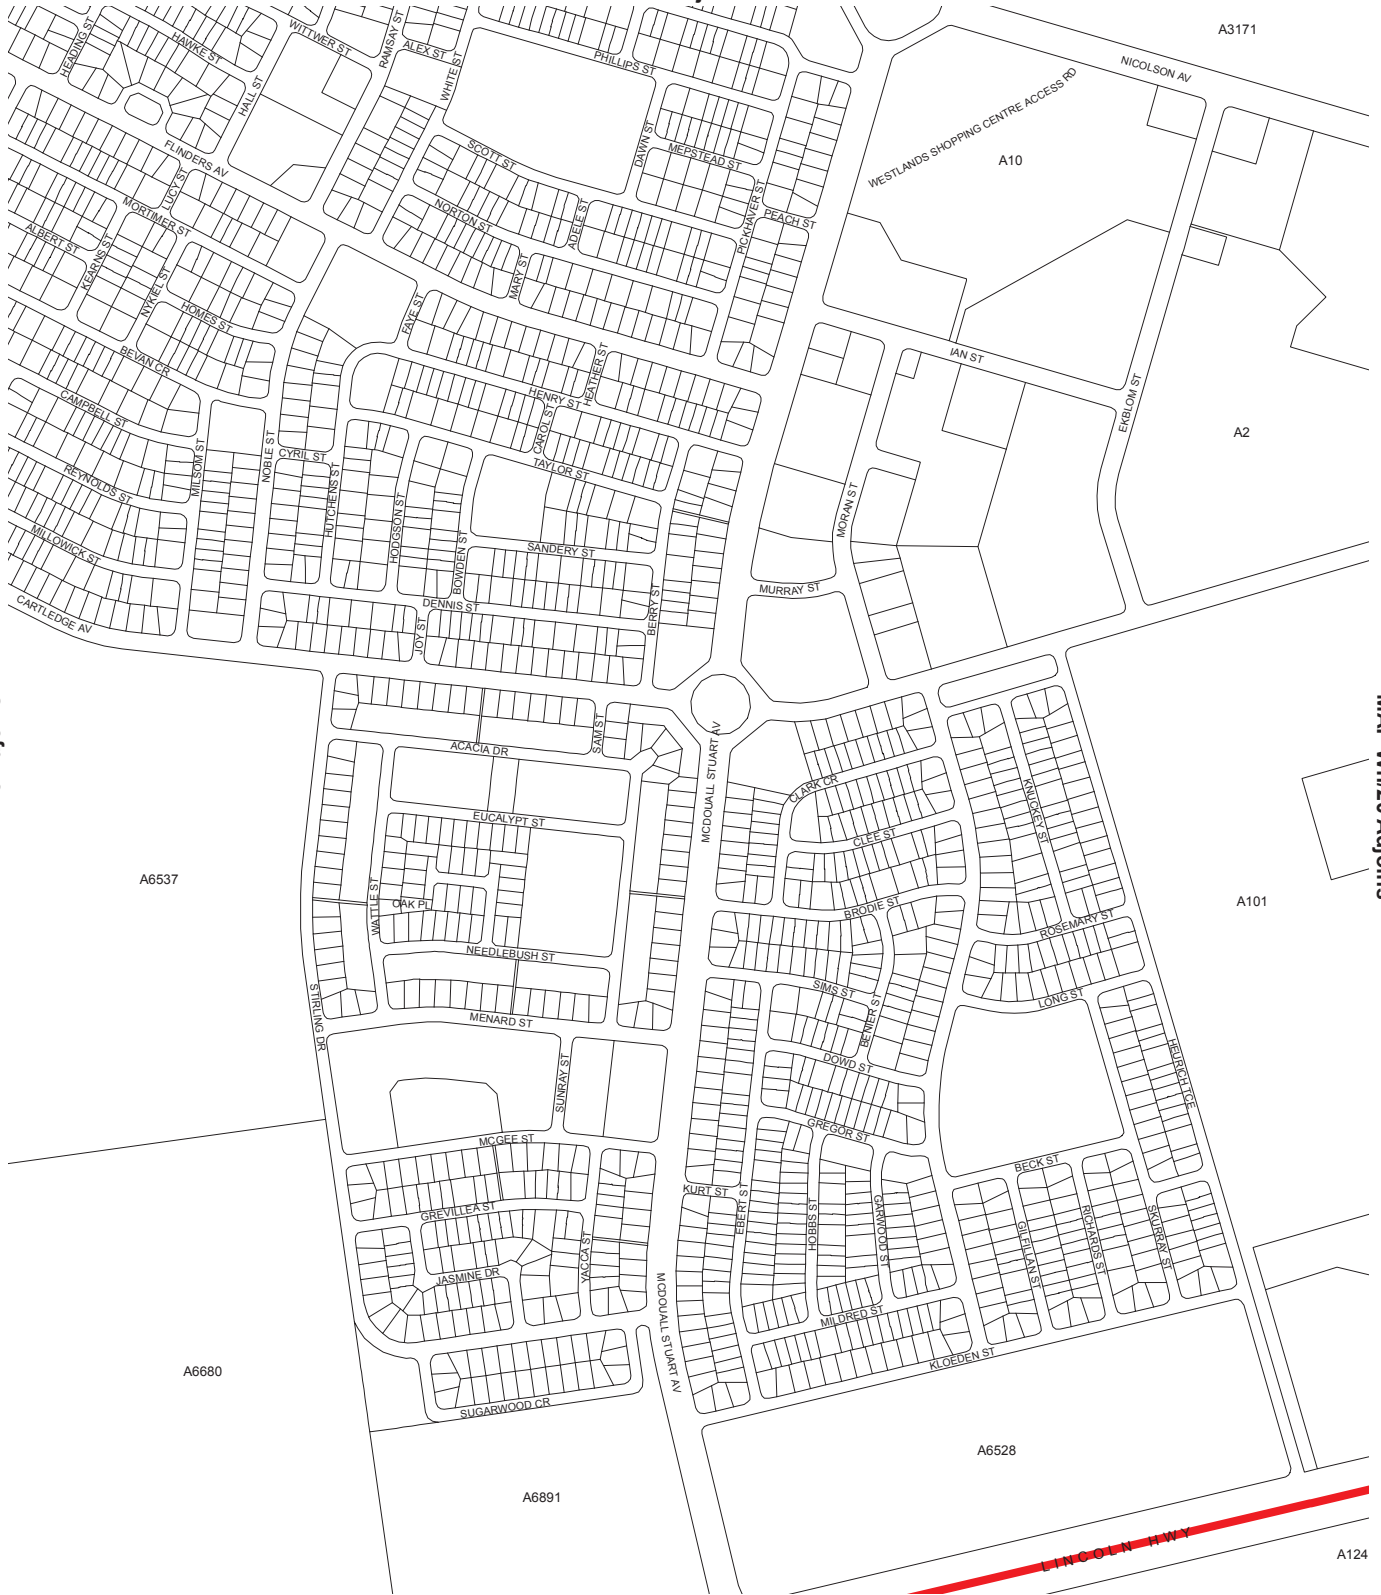 A3171
NICOLSON AV
WESTLANDS SHOPPING CENTRE ACCESS RD
A10
HEADING ST
HAWKE ST
WITTWER ST
RAMSAY ST
ALEX ST
WHITE ST
PHILLIPS ST
HALL ST
FLINDERS AV
SCOTT ST
DAWN ST
MEPSTEAD ST
LUCY ST
MORTIMER ST
NORTON ST
ADELE ST
PICKHAVER ST
PEACH ST
ALBERT ST
KEARNS ST
NYKIEL ST
MARY ST
HOMES ST
FAYE ST
BEVAN CR
HEATHER ST
IAN ST
CAMPBELL ST
HENRY ST
CAROL ST
EKBLOM ST
A2
MILSOM ST
NOBLE ST
CYRIL ST
TAYLOR ST
REYNOLDS ST
HUTCHENS ST
HODGSON ST
MORAN ST
MILLOWICK ST
BOWDEN ST
SANDERY ST
MURRAY ST
CARTLEDGE AV
DENNIS ST
JOY ST
BERRY ST
SAM ST
ACACIA DR
MCDOUALL STUART AV
CLARK CR
KNUCKEY ST
EUCALYPT ST
CLEE ST
A6537
WATTLE ST
OAK PL
BRODIE ST
A101
ROSEMARY ST
NEEDLEBUSH ST
STIRLING DR
SIMS ST
LONG ST
MENARD ST
BENIER ST
DOWD ST
HEURICH TCE
SUNRAY ST
GREGOR ST
MCGEE ST
BECK ST
KURT ST
GREVILLEA ST
EBERT ST
HOBBS ST
GARWOOD ST
GILFILLAN ST
RICHARDS ST
SKURRAY ST
YACCA ST
JASMINE DR
MCDOUALL STUART AV
MILDRED ST
KLOEDEN ST
A6680
SUGARWOOD CR
A6528
A6891
LINCOLN HWY
A124